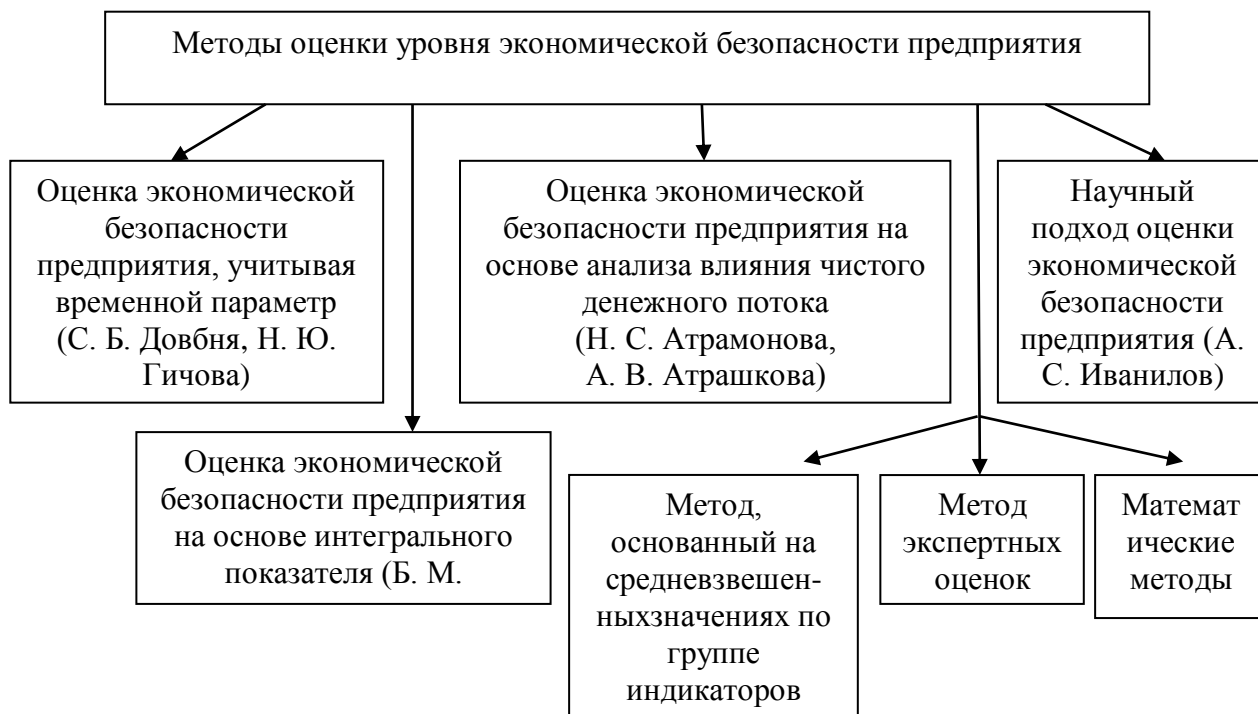 Методы оценки уровня экономической безопасности предприятия
Оценка экономической
безопасности
предприятия, учитывая
временной параметр
(С. Б. Довбня, Н. Ю.
Гичова)
Оценка экономической
безопасности предприятия на
основе анализа влияния чистого
денежного потока
(Н. С. Атрамонова,
А. В. Атрашкова)
Научный
подход оценки
экономической
безопасности
предприятия (А.
С. Иванилов)
Оценка экономической
безопасности предприятия
на основе интегрального
показателя (Б. М.
Метод,
основанный на
средневзвешен-
ныхзначениях по
группе
индикаторов
Метод
экспертных
оценок
Математ
ические
методы